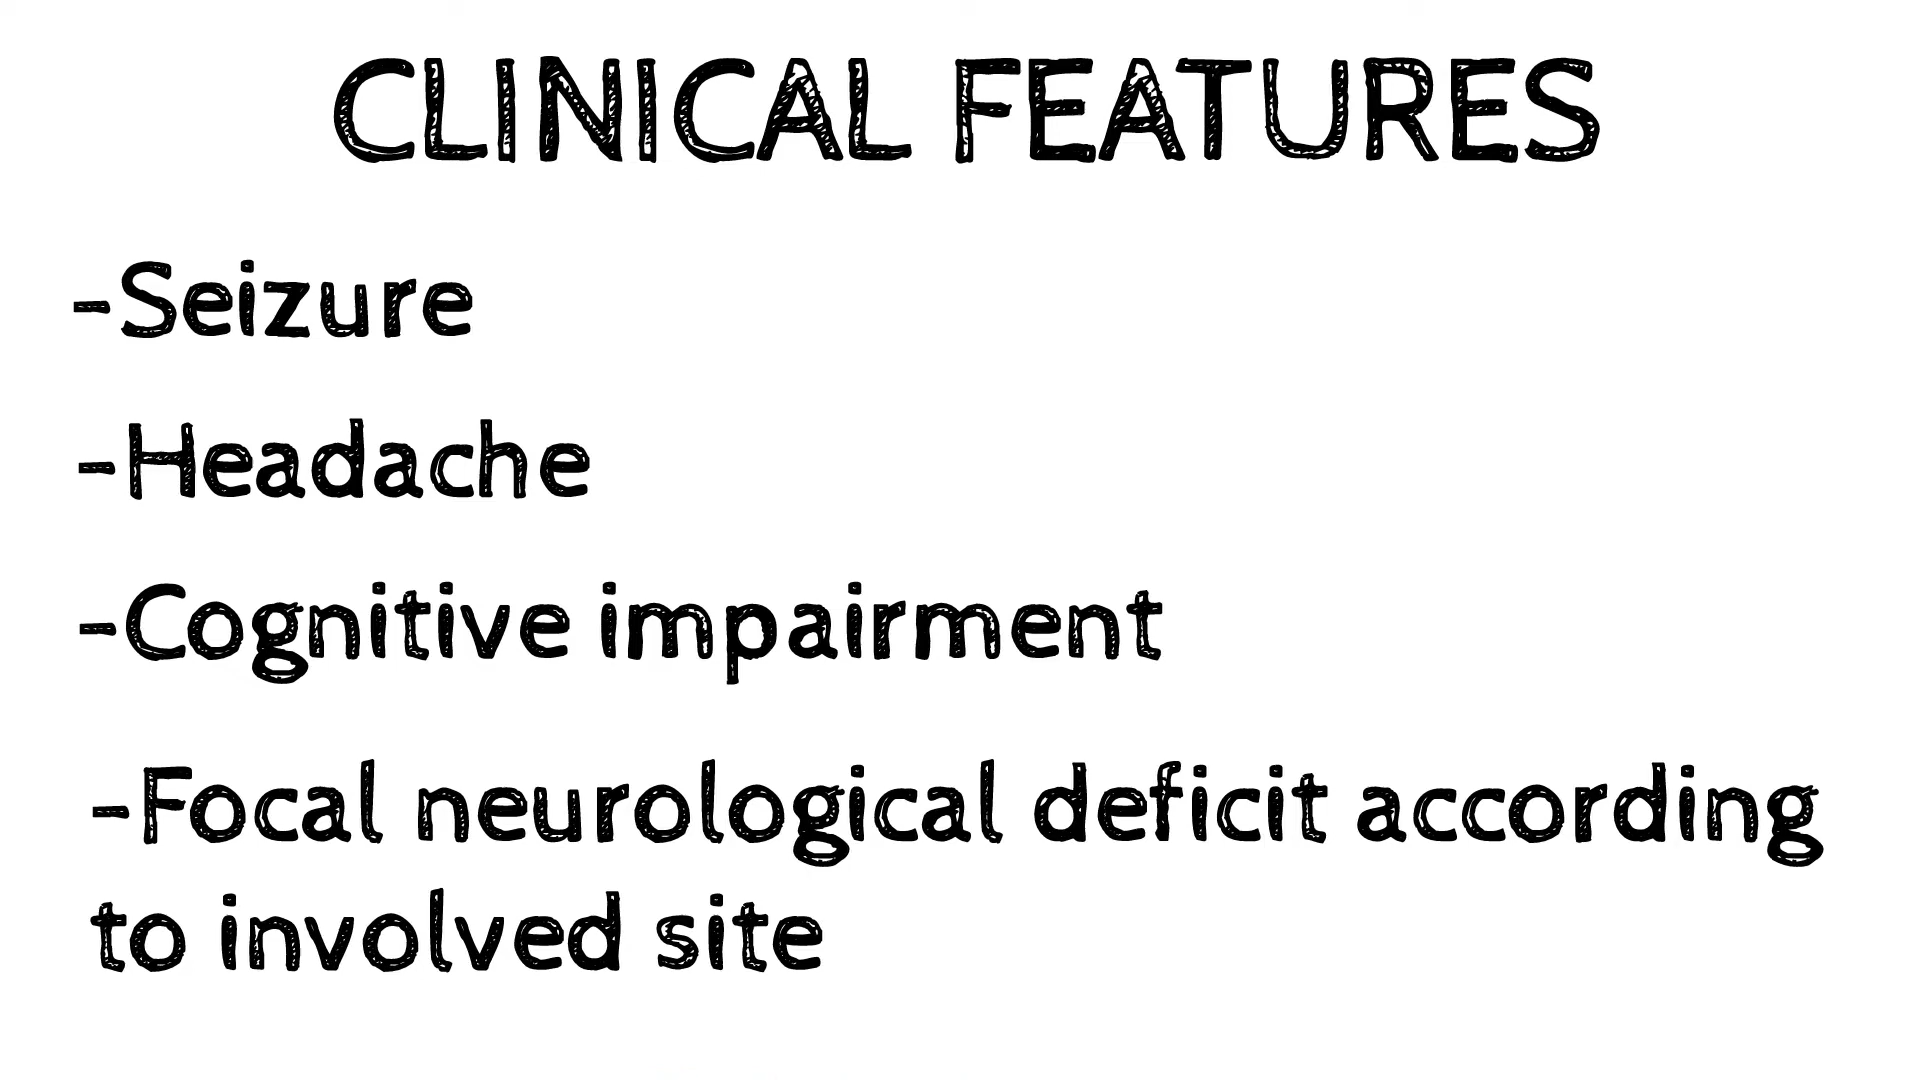 CLINICAL FEATURES
-Seizure
-Headache
-Cognitive impairment
-Focal neurological deficit according
to involved site